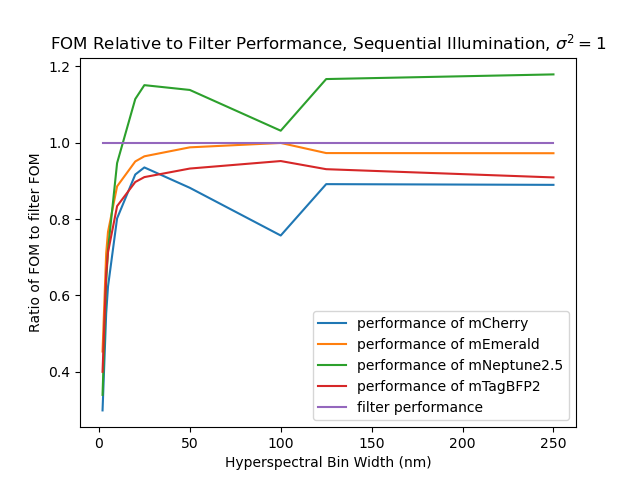 FOM Relative to Filter Performance, Sequential Illumination, σ² = 1
1.2
1.0
0.8
0.6
0.4
Ratio of FOM to filter FOM
performance of mCherry
performance of mEmerald
performance of mNeptune2.5
performance of mTagBFP2
filter performance
0 50 100 150 200 250
Hyperspectral Bin Width (nm)